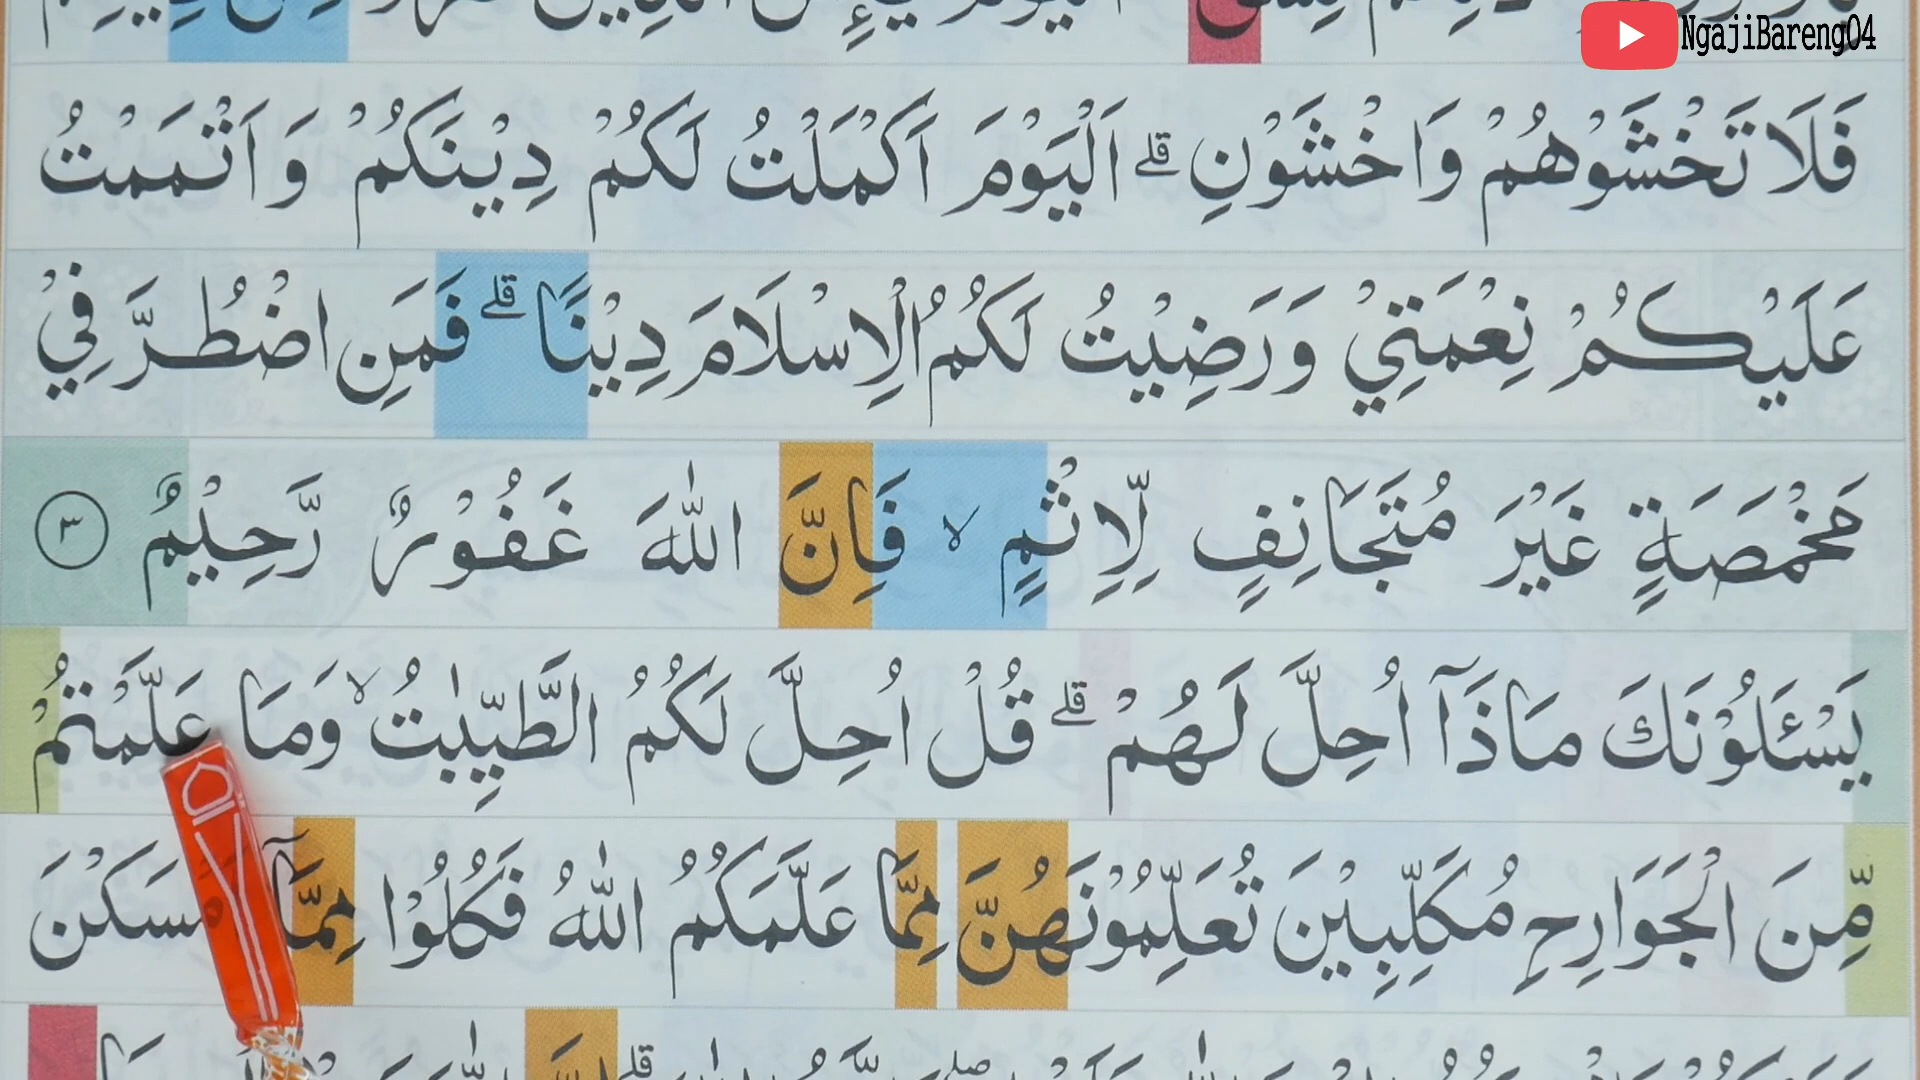 NgajiBareng04
فَلَا تَخْشَوْهُمْ وَاخْشَوْنِ ۗ اَلْيَوْمَ اَكْمَلْتُ لَكُمْ دِيْنَكُمْ وَاَتْمَمْتُ
عَلَيْكُمْ نِعْمَتِيْ وَرَضِيْتُ لَكُمُ الْاِسْلَامَ دِيْنًا ۗ فَمَنِ اضْطُرَّ فِيْ
مَخْمَصَةٍ غَيْرَ مُتَجَانِفٍ لِّاِثْمٍ ۙ فَاِنَّ اللّٰهَ غَفُوْرٌ رَّحِيْمٌ ٣
يَسْـَٔلُوْنَكَ مَاذَآ اُحِلَّ لَهُمْ ۗ قُلْ اُحِلَّ لَكُمُ الطَّيِّبٰتُ ۙ وَمَا عَلَّمْتُمْ
مِّنَ الْجَوَارِحِ مُكَلِّبِيْنَ تُعَلِّمُوْنَهُنَّ مِمَّا عَلَّمَكُمُ اللّٰهُ فَكُلُوْا مِمَّآ